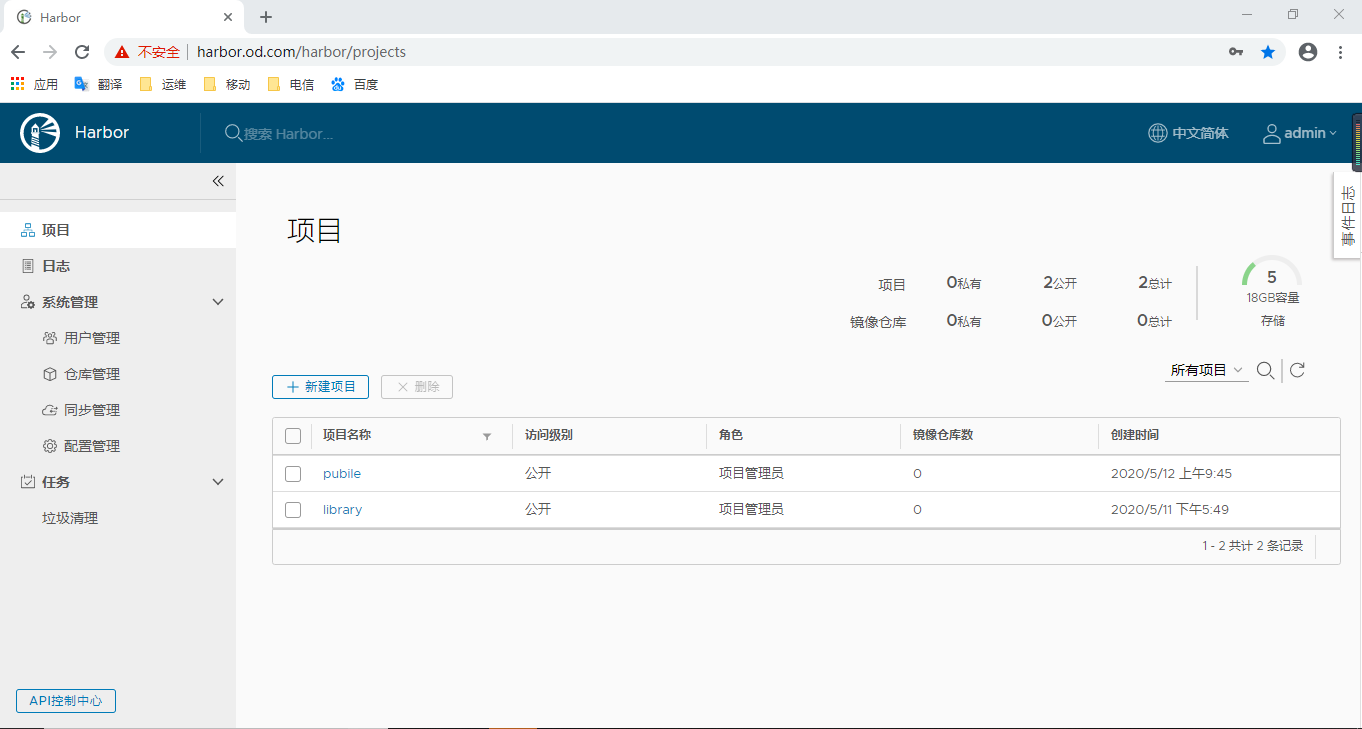 Harbor
不安全 harbor.od.com/harbor/projects
应用 翻译 运维 移动 电信 百度
Harbor 搜索 Harbor... 中文简体 admin
事件日志
项目
日志
系统管理
用户管理
仓库管理
同步管理
配置管理
任务
垃圾清理
API控制中心
项目
项目 0私有 2公开 2总计
镜像仓库 0私有 0公开 0总计
5
18GB容量
存储
所有项目
新建项目 删除
项目名称 访问级别 角色 镜像仓库数 创建时间
pubile 公开 项目管理员 0 2020/5/12 上午9:45
library 公开 项目管理员 0 2020/5/11 下午5:49
1 - 2 共计 2 条记录